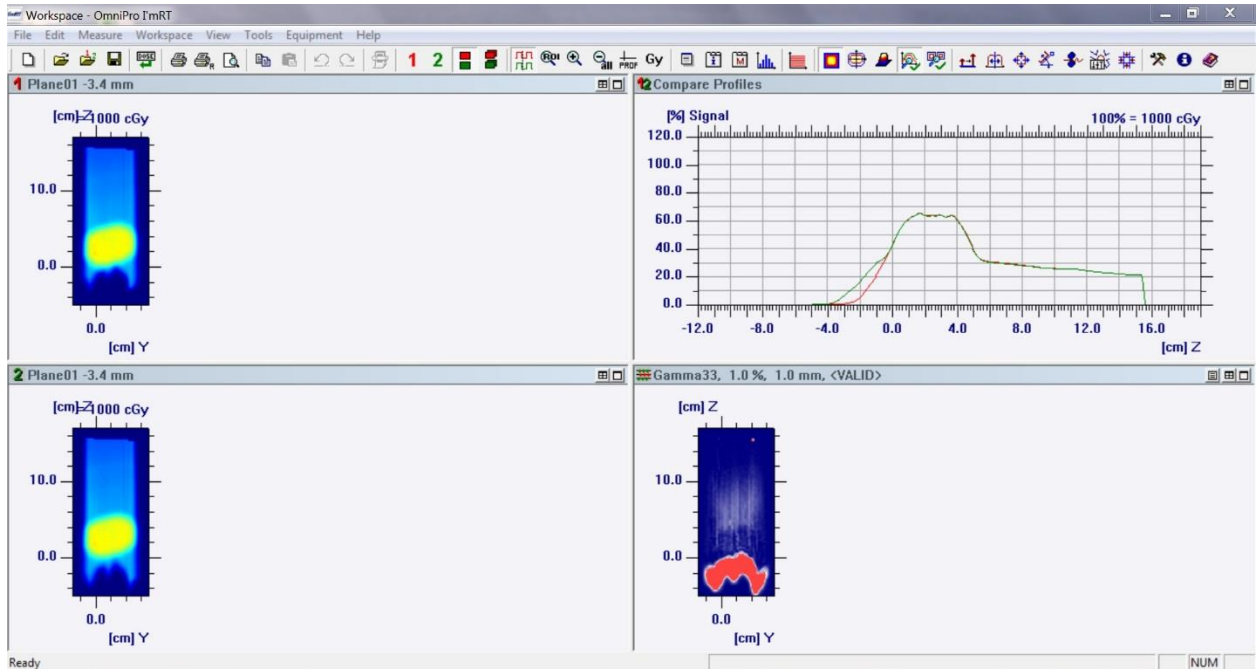 Workspace - OmniPro I'mRT
File Edit Measure Workspace View Tools Equipment Help
1 2 ROI all PROF Gy M
1 Plane01 -3.4 mm
[cm] Z 1000 cGy
10.0
0.0
0.0
[cm] Y
12 Compare Profiles
[%] Signal
100% = 1000 cGy
120.0
100.0
80.0
60.0
40.0
20.0
0.0
-12.0 -8.0 -4.0 0.0 4.0 8.0 12.0 16.0
[cm] Z
2 Plane01 -3.4 mm
[cm] Z 1000 cGy
10.0
0.0
0.0
[cm] Y
Gamma33, 1.0 %, 1.0 mm, <VALID>
[cm] Z
10.0
0.0
0.0
[cm] Y
Ready
NUM